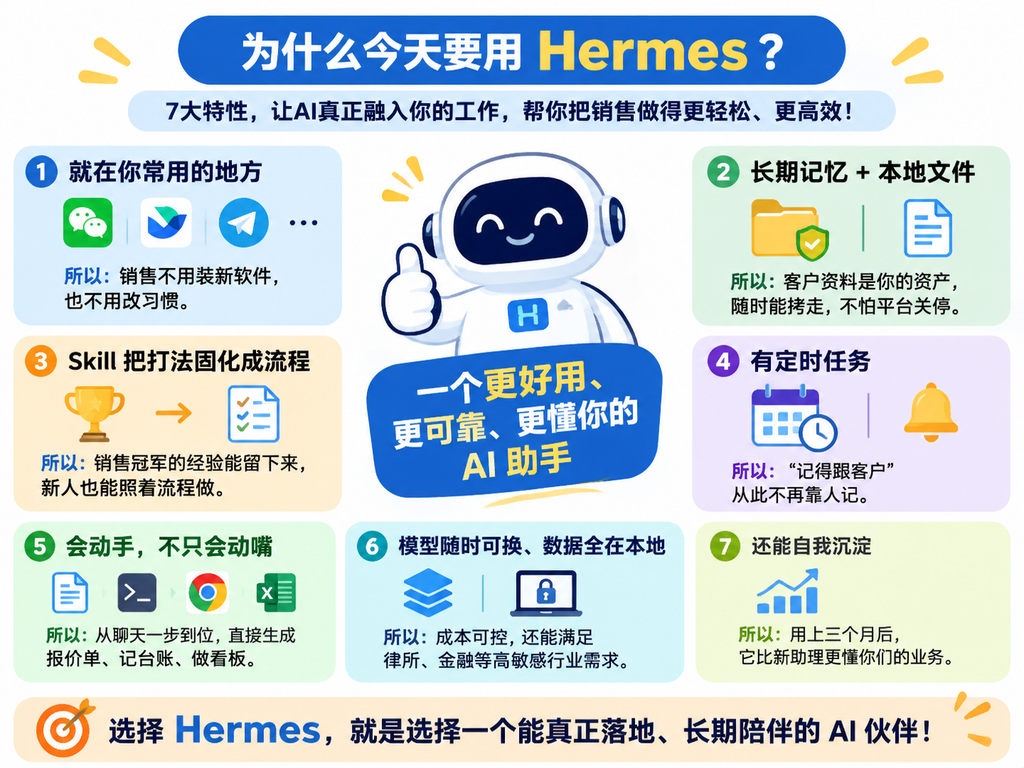 为什么今天要用 Hermes？
7大特性，让AI真正融入你的工作，帮你把销售做得更轻松、更高效！
1 就在你常用的地方
...
所以：销售不用装新软件，
也不用改习惯。
2 长期记忆 + 本地文件
所以：客户资料是你的资产，
随时能拷走，不怕平台关停。
H
一个更好用、
更可靠、更懂你的
AI 助手
3 Skill 把打法固化成流程
所以：销售冠军的经验能留下来，
新人也能照着流程做。
4 有定时任务
所以：“记得跟客户”
从此不再靠人记。
5 会动手，不只会动嘴
>_
X
所以：从聊天一步到位，直接生成
报价单、记台账、做看板。
6 模型随时可换、数据全在本地
所以：成本可控，还能满足
律所、金融等高敏感行业需求。
7 还能自我沉淀
所以：用上三个月后，
它比新助理更懂你们的业务。
选择 Hermes，就是选择一个能真正落地、长期陪伴的 AI 伙伴！